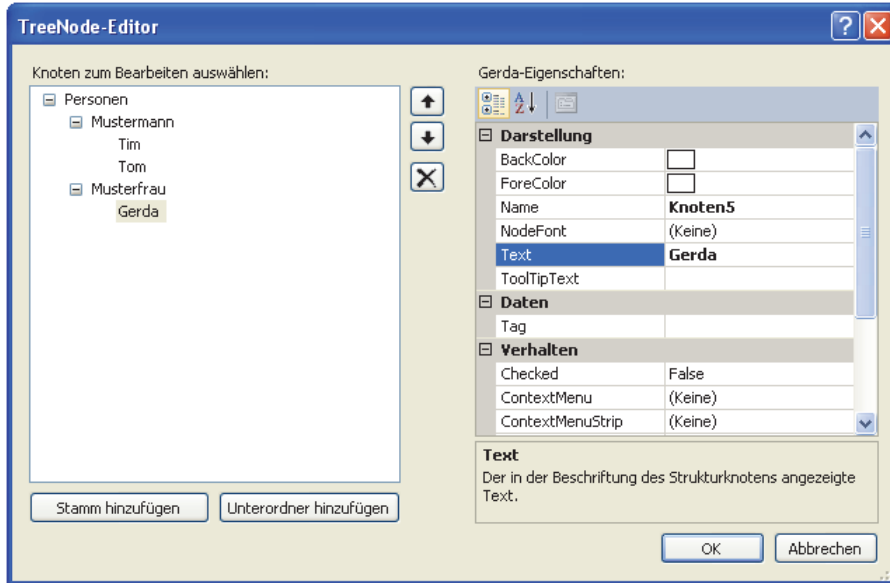 TreeNode-Editor
Knoten zum Bearbeiten auswählen:
Personen
Mustermann
Tim
Tom
Musterfrau
Gerda
Stamm hinzufügen
Unterordner hinzufügen
Gerda-Eigenschaften:
Darstellung
BackColor
ForeColor
Name Knoten5
NodeFont (Keine)
Text Gerda
ToolTipText
Daten
Tag
Verhalten
Checked False
ContextMenu (Keine)
ContextMenuStrip (Keine)
Text
Der in der Beschriftung des Strukturknotens angezeigte
Text.
OK
Abbrechen